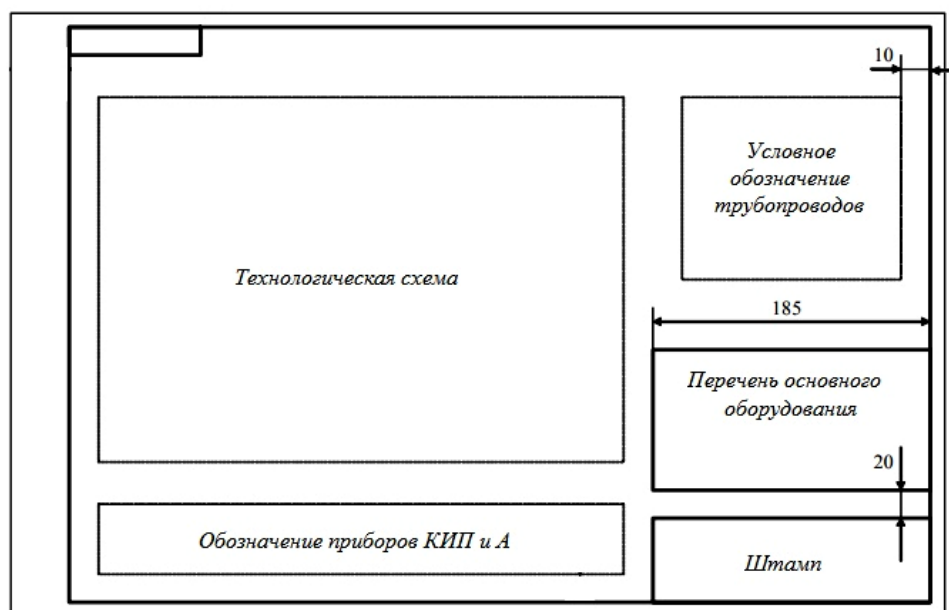 10
Условное
обозначение
трубопроводов
Технологическая схема
185
Перечень основного
оборудования
20
Обозначение приборов КИП и А
Штамп